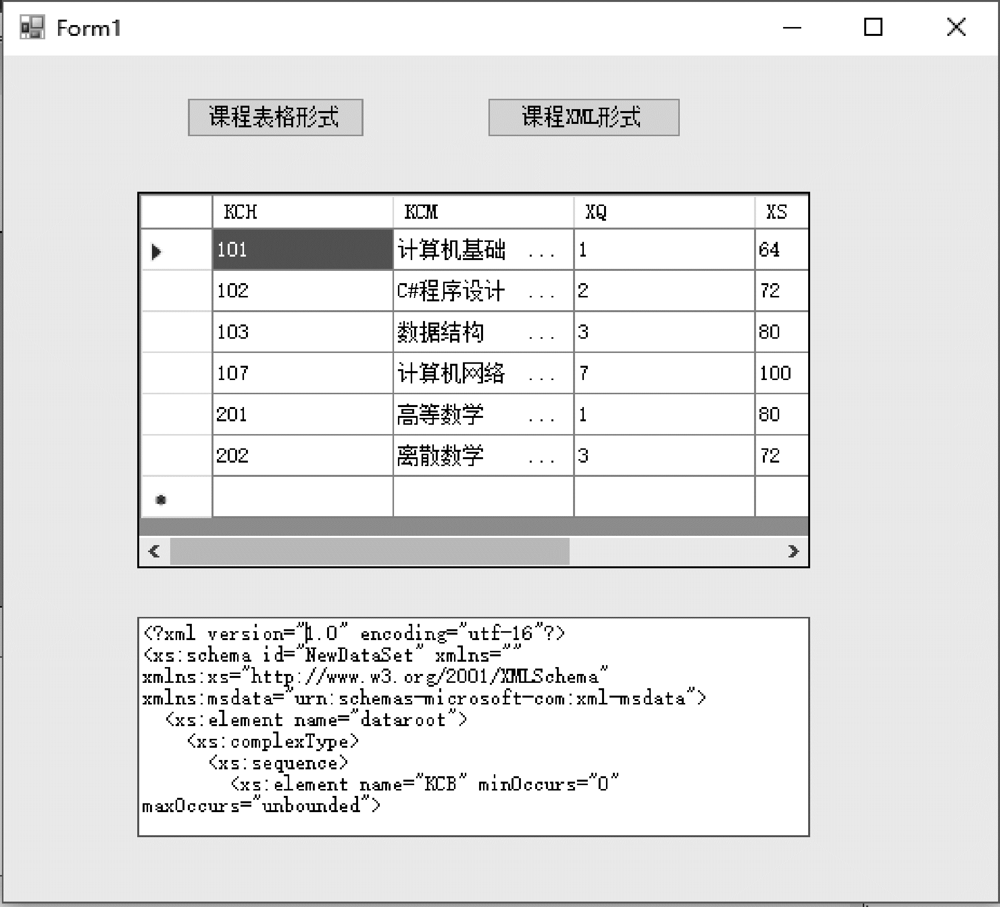 Form1
课程表格形式 课程XML形式
KCH KCM XQ XS
101 计算机基础 ... 1 64
102 C#程序设计 ... 2 72
103 数据结构 ... 3 80
107 计算机网络 ... 7 100
201 高等数学 ... 1 80
202 离散数学 ... 3 72
<?xml version="1.0" encoding="utf-16"?>
<xs:schema id="NewDataSet" xmlns=""
xmlns:xs="http://www.w3.org/2001/XMLSchema"
xmlns:msdata="urn:schemas-microsoft-com:xml-msdata">
<xs:element name="dataroot">
<xs:complexType>
<xs:sequence>
<xs:element name="KCB" minOccurs="0"
maxOccurs="unbounded">